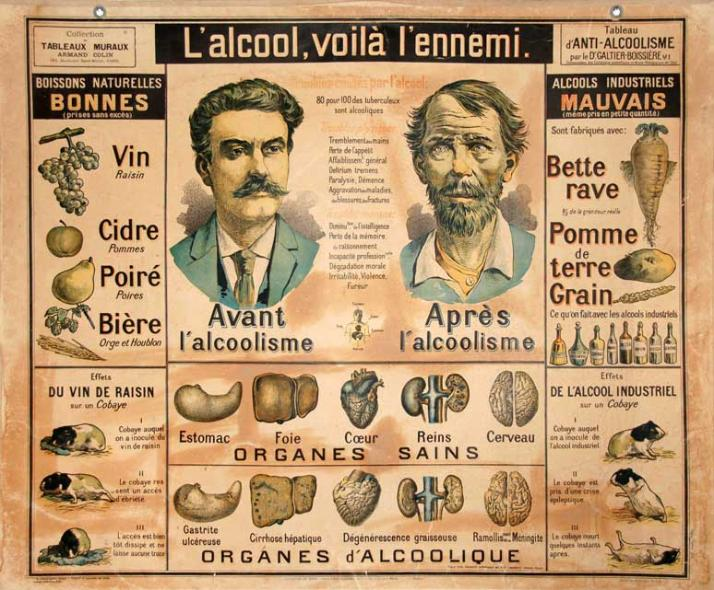 Collection
TABLEAUX MURAUX
ARMAND COLIN
L'alcool, voilà l'ennemi.
Tableau
d'ANTI-ALCOOLISME
par le Dr GALTIER-BOISSIÈRE
BOISSONS NATURELLES
BONNES
(prises sans excès)
Vin
Raisin
Cidre
Pommes
Poiré
Poires
Bière
Orge et Houblon
par l'alcool:
80 pour 100 des tuberculeux
sont alcooliques
Tremblement des mains
Perte de l'appétit
Affaiblisst général
Delirium tremens
Paralysie, Démence
Aggravation des maladies,
des blessures, des fractures
de l'intelligence
Perte de la mémoire,
du raisonnement
Incapacité professionelle
Dégradation morale
Irritabilité, Violence,
Fureur
Avant
l'alcoolisme
Après
l'alcoolisme
ALCOOLS INDUSTRIELS
MAUVAIS
(même pris en petite quantité)
Sont fabriqués avec:
Bette
rave
de la grandeur réelle
Pomme
de
terre
Grain
Ce qu'on fait avec les alcools industriels
Effets
DU VIN DE RAISIN
sur un Cobaye
I
Cobaye auquel
on a inoculé du
vin de raisin
II
Le cobaye res
sent un accès
d'ébriété.
III
L'accès est bien
tôt dissipé et ne
laisse aucune trace
Estomac
Foie
Cœur
Reins
Cerveau
ORGANES SAINS
Gastrite
ulcéreuse
Cirrhose hépatique
Dégénérescence graisseuse
Méningite
ORGANES d'ALCOOLIQUE
Effets
DE L'ALCOOL INDUSTRIEL
sur un Cobaye
I
Cobaye auquel
on a inoculé de
l'alcool industriel
II
Le cobaye est
pris d'une crise
épileptique.
III
Le cobaye meurt
quelques instants
après.